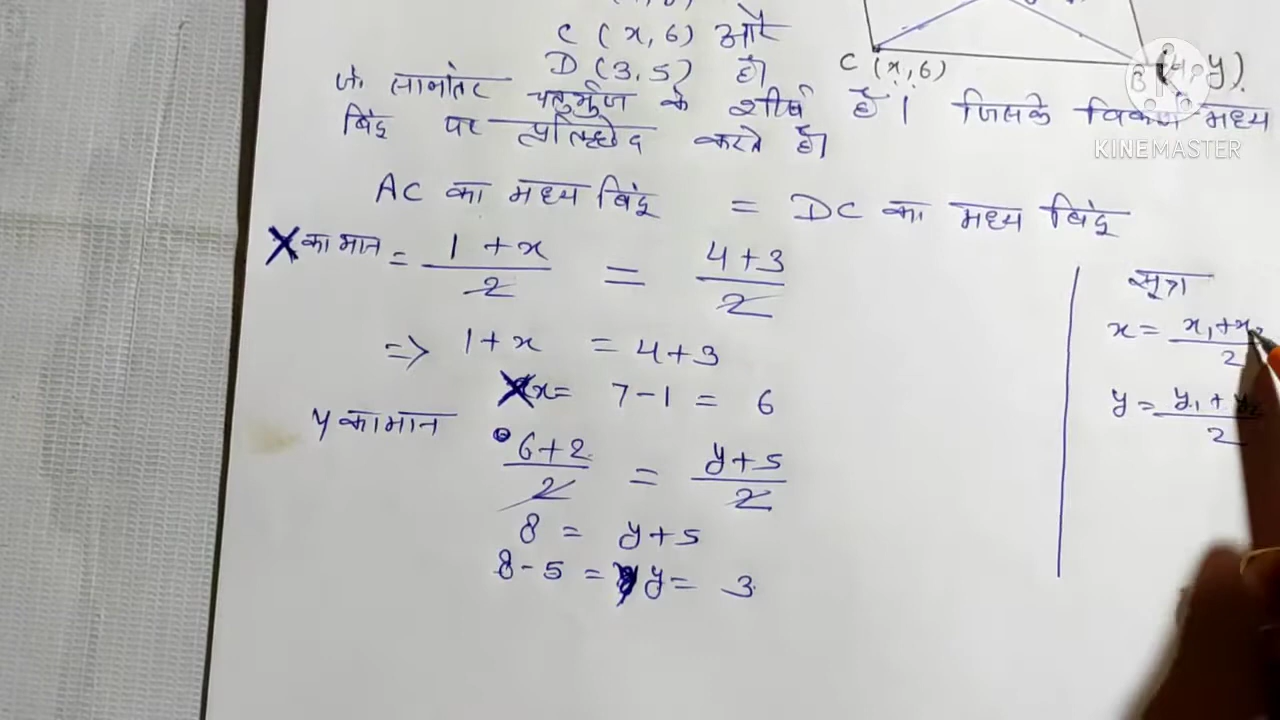 C (x, 6) और
D (3, 5) हो।
C (x, 6)
B (4, y).
जो सामांतर चतुर्भुज के शीर्ष हैं। जिसके विकर्ण मध्य
बिंदु पर प्रतिच्छेद करते हैं।
KINEMASTER
AC का मध्य बिंदु = DC का मध्य बिंदु
X का मान = 1 + x / 2 = 4 + 3 / 2
=> 1 + x = 4 + 3
x = 7 - 1 = 6
y का मान
6 + 2 / 2 = y + 5 / 2
8 = y + 5
8 - 5 = y = 3
सूत्र
x = x₁ + x₂ / 2
y = y₁ + y₂ / 2